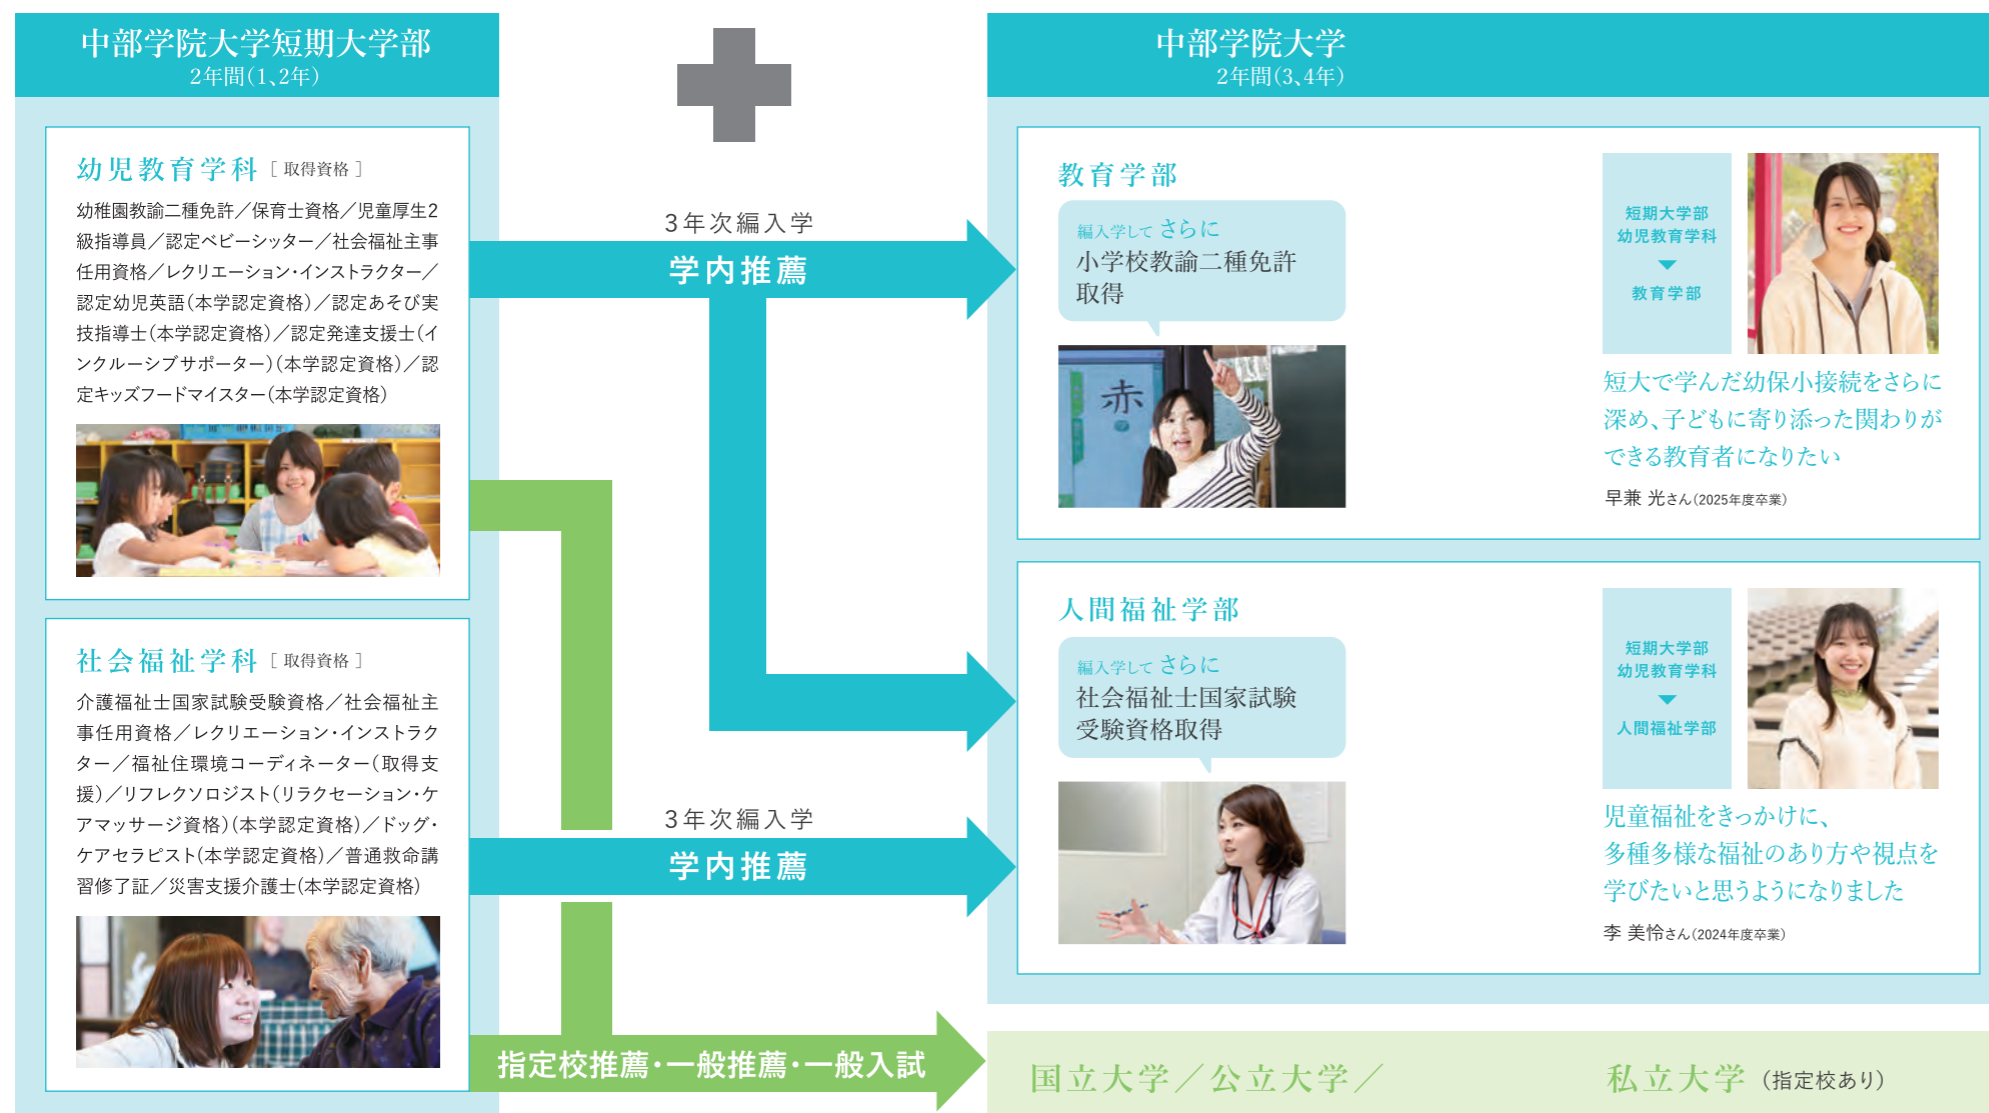 中部学院大学短期大学部
2年間(1、2年)
幼児教育学科 [ 取得資格 ]
幼稚園教諭二種免許／保育士資格／児童厚生2
級指導員／認定ベビーシッター／社会福祉主事
任用資格／レクリエーション・インストラクター／
認定幼児英語(本学認定資格)／認定あそび実
技指導士(本学認定資格)／認定発達支援士(イ
ンクルーシブサポーター)(本学認定資格)／認
定キッズフードマイスター(本学認定資格)
社会福祉学科 [ 取得資格 ]
介護福祉士国家試験受験資格／社会福祉主
事任用資格／レクリエーション・インストラク
ター／福祉住環境コーディネーター(取得支
援)／リフレクソロジスト(リラクセーション・ケ
アマッサージ資格)(本学認定資格)／ドッグ・
ケアセラピスト(本学認定資格)／普通救命講
習修了証／災害支援介護士(本学認定資格)
3年次編入学
学内推薦
3年次編入学
学内推薦
指定校推薦・一般推薦・一般入試
中部学院大学
2年間(3、4年)
教育学部
編入学して さらに
小学校教諭二種免許
取得
赤
短期大学部
幼児教育学科
教育学部
短大で学んだ幼保小接続をさらに
深め、子どもに寄り添った関わりが
できる教育者になりたい
早兼 光さん(2025年度卒業)
人間福祉学部
編入学して さらに
社会福祉士国家試験
受験資格取得
短期大学部
幼児教育学科
人間福祉学部
児童福祉をきっかけに、
多種多様な福祉のあり方や視点を
学びたいと思うようになりました
李 美怜さん(2024年度卒業)
国立大学／公立大学／
私立大学 (指定校あり)